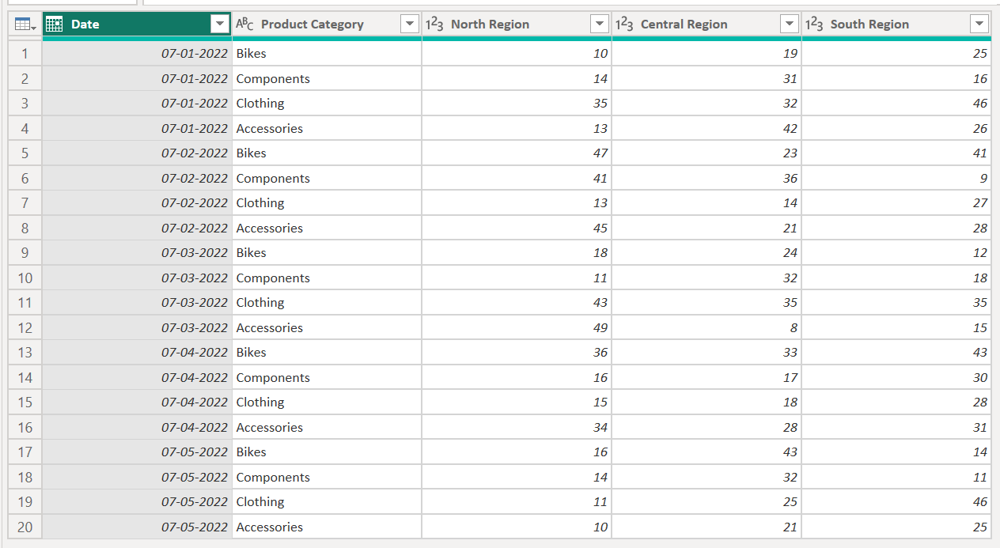 Date ABC Product Category 123 North Region 123 Central Region 123 South Region
1 07-01-2022 Bikes 10 19 25
2 07-01-2022 Components 14 31 16
3 07-01-2022 Clothing 35 32 46
4 07-01-2022 Accessories 13 42 26
5 07-02-2022 Bikes 47 23 41
6 07-02-2022 Components 41 36 9
7 07-02-2022 Clothing 13 14 27
8 07-02-2022 Accessories 45 21 28
9 07-03-2022 Bikes 18 24 12
10 07-03-2022 Components 11 32 18
11 07-03-2022 Clothing 43 35 35
12 07-03-2022 Accessories 49 8 15
13 07-04-2022 Bikes 36 33 43
14 07-04-2022 Components 16 17 30
15 07-04-2022 Clothing 15 18 28
16 07-04-2022 Accessories 34 28 31
17 07-05-2022 Bikes 16 43 14
18 07-05-2022 Components 14 32 11
19 07-05-2022 Clothing 11 25 46
20 07-05-2022 Accessories 10 21 25